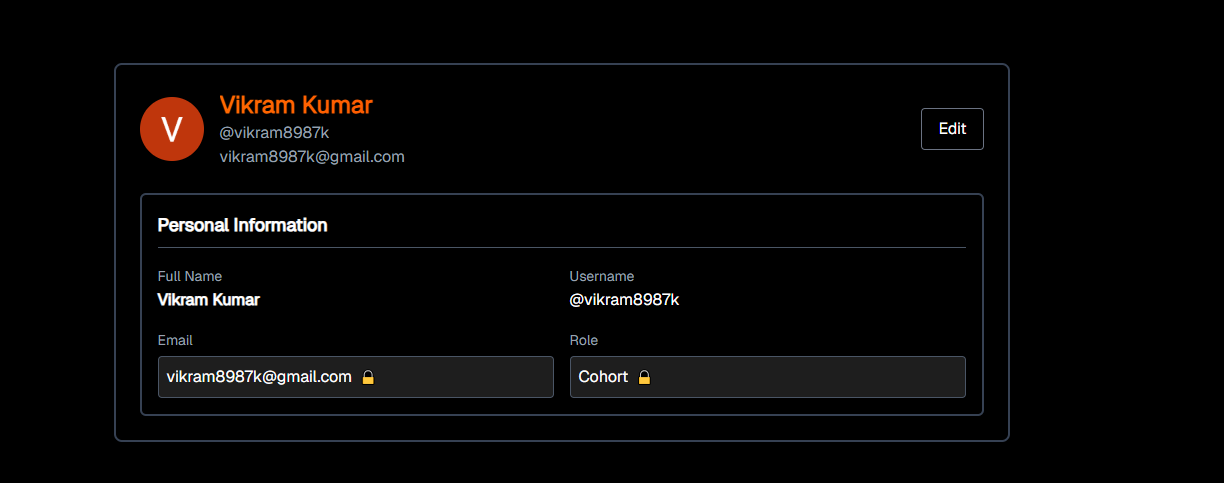 V
Vikram Kumar
@vikram8987k
vikram8987k@gmail.com
Edit
Personal Information
Full Name
Vikram Kumar
Username
@vikram8987k
Email
vikram8987k@gmail.com 🔒
Role
Cohort 🔒